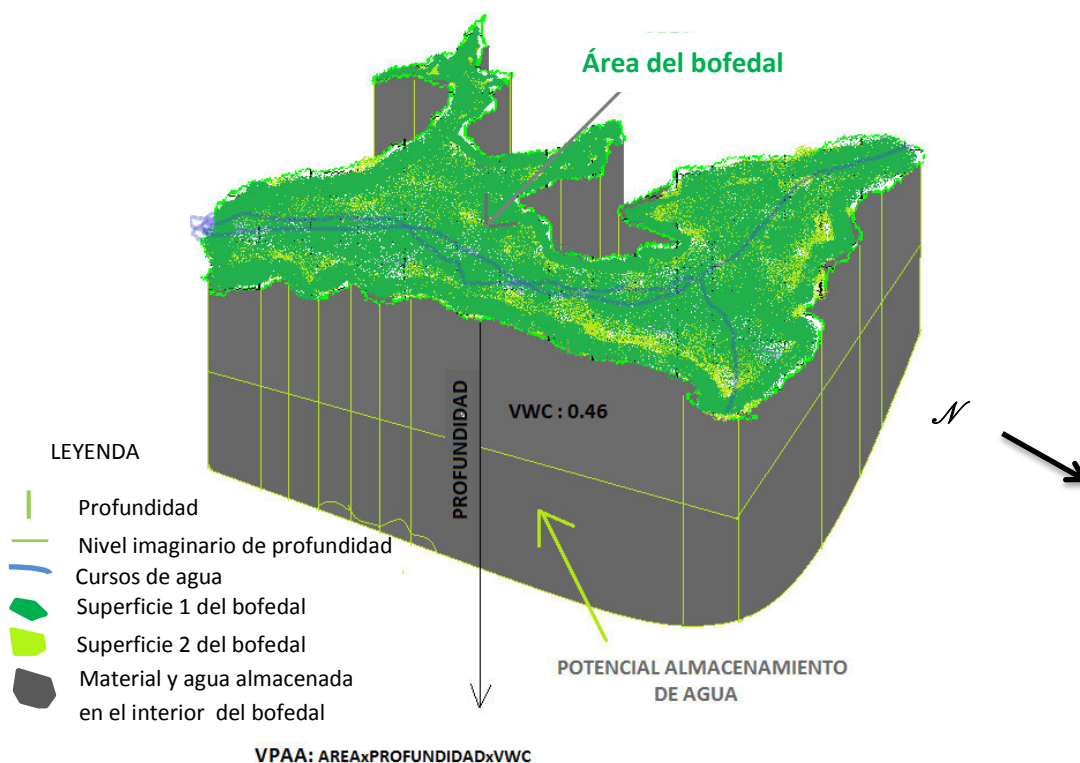 Área del bofedal
PROFUNDIDAD
VWC : 0.46
N
LEYENDA
Profundidad
Nivel imaginario de profundidad
Cursos de agua
Superficie 1 del bofedal
Superficie 2 del bofedal
Material y agua almacenada
en el interior del bofedal
POTENCIAL ALMACENAMIENTO
DE AGUA
VPAA: AREAxPROFUNDIDADxVWC